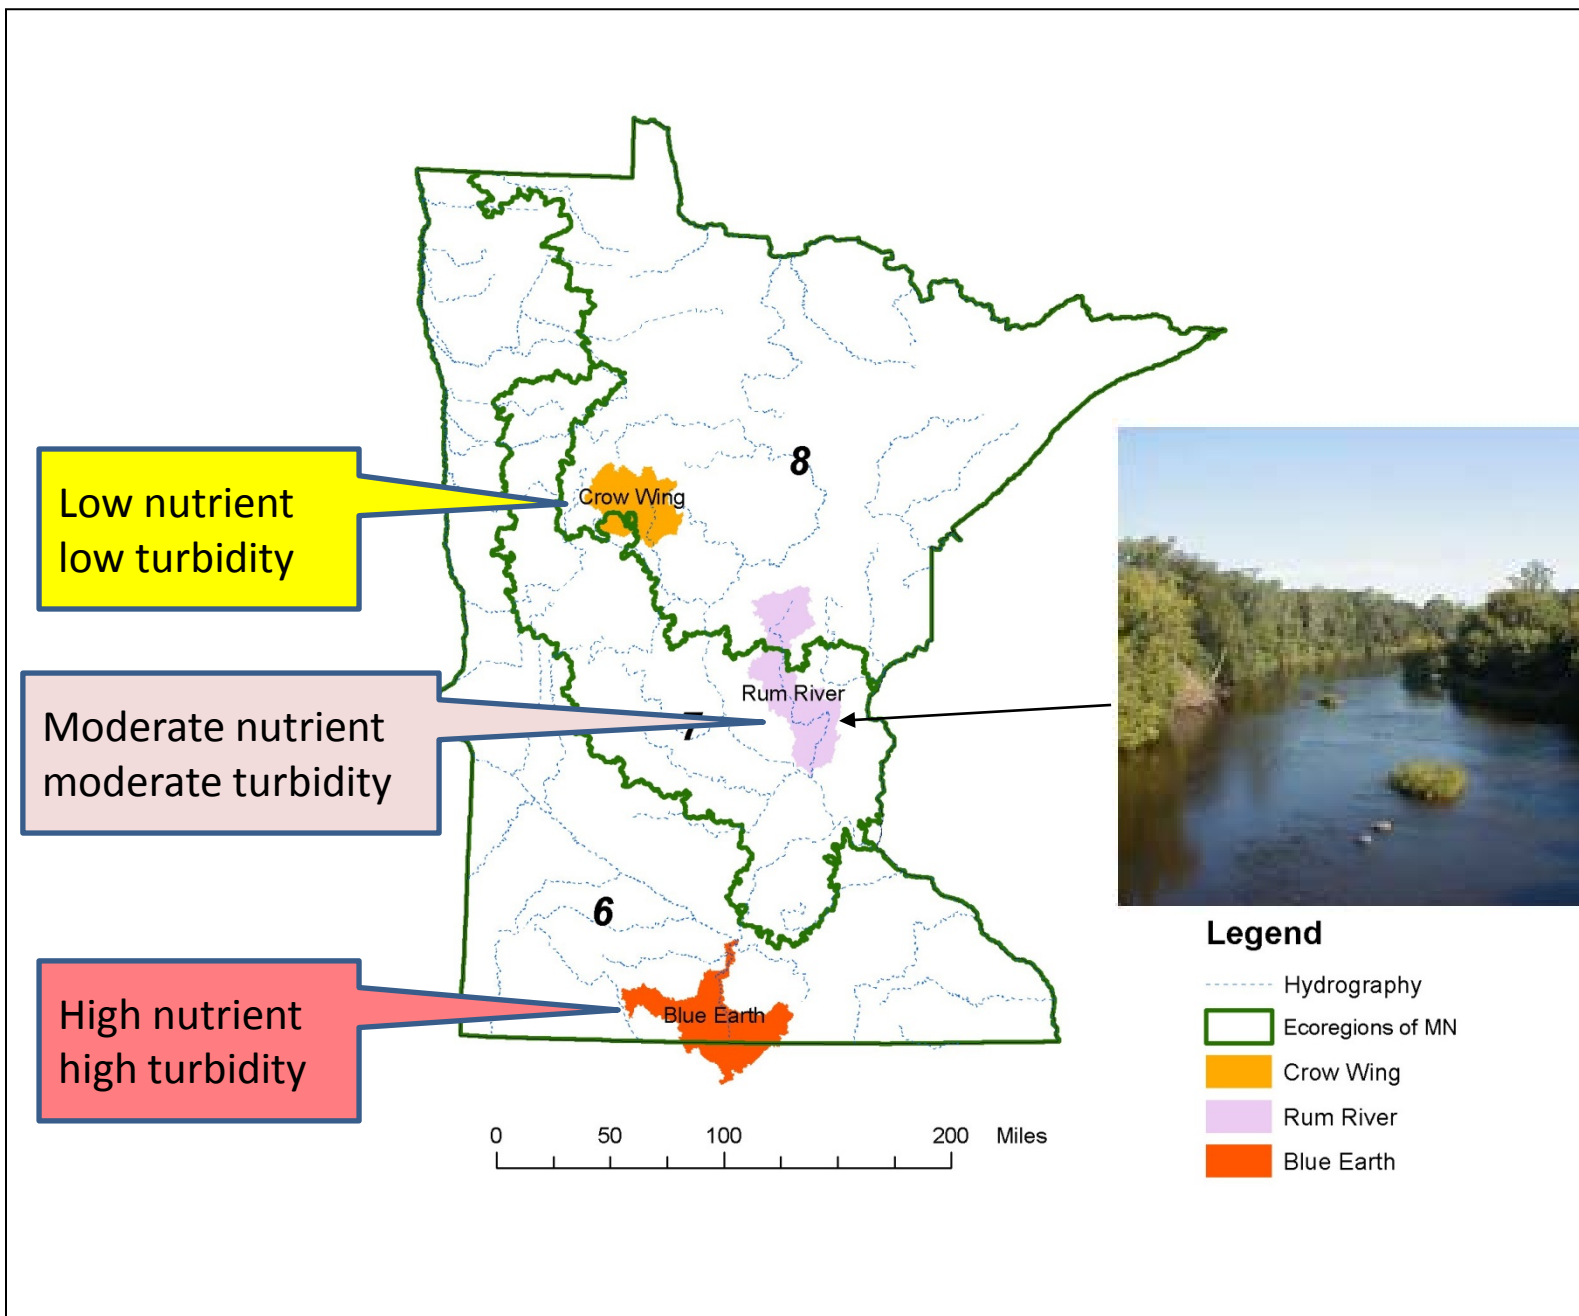 8
Low nutrient
low turbidity
Crow Wing
Moderate nutrient
moderate turbidity
Rum River
7
6
High nutrient
high turbidity
Blue Earth
Legend
Hydrography
Ecoregions of MN
Crow Wing
Rum River
Blue Earth
0 50 100 200 Miles